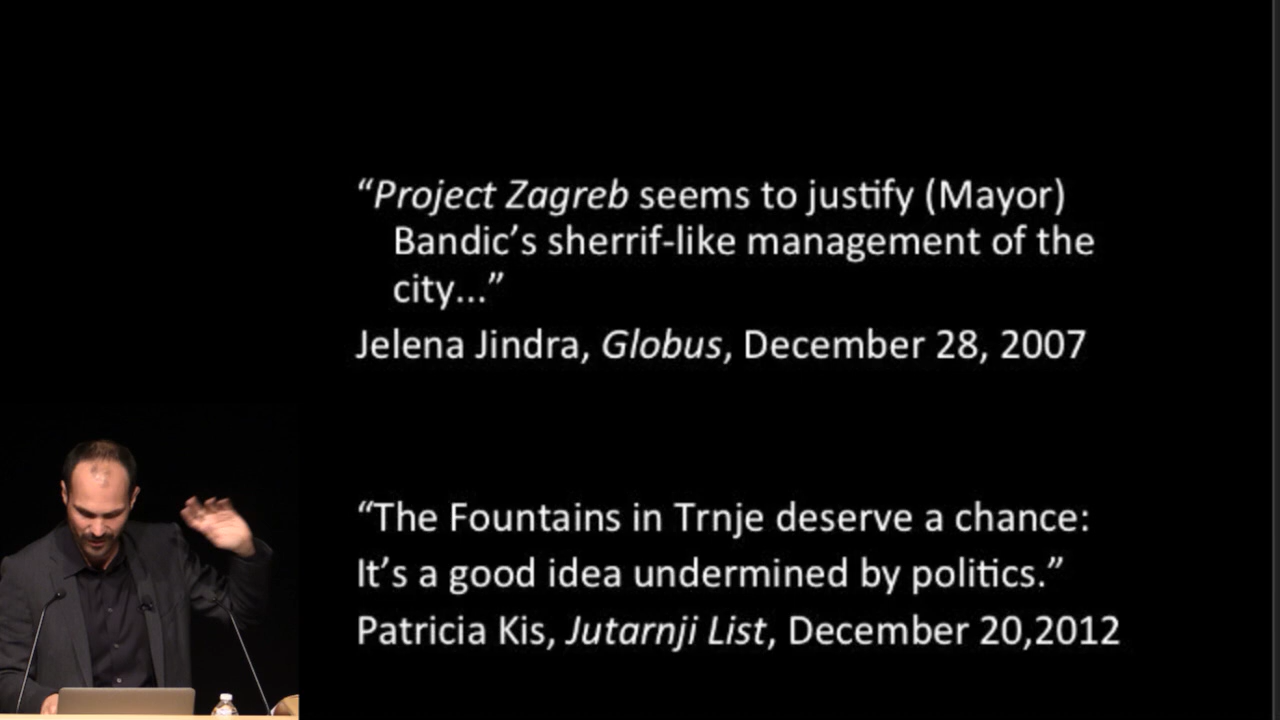 “Project Zagreb seems to justify (Mayor)
Bandic’s sherrif-like management of the
city...”
Jelena Jindra, Globus, December 28, 2007
“The Fountains in Trnje deserve a chance:
It’s a good idea undermined by politics.”
Patricia Kis, Jutarnji List, December 20,2012